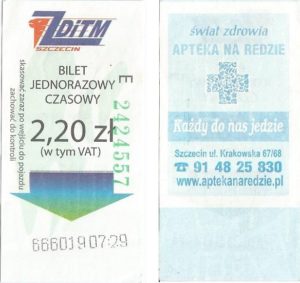 ZDiTM
SZCZECIN
BILET
JEDNORAZOWY
CZASOWY
2,20 zł
(w tym VAT)
skasować zaraz po wejściu do pojazdu
zachować do kontroli
E 2424557
666019 07:29
świat zdrowia
APTEKA NA REDZIE
Każdy do nas jedzie
Szczecin ul. Krakowska 67/68
☎ 91 48 25 830
www.aptekanaredzie.pl